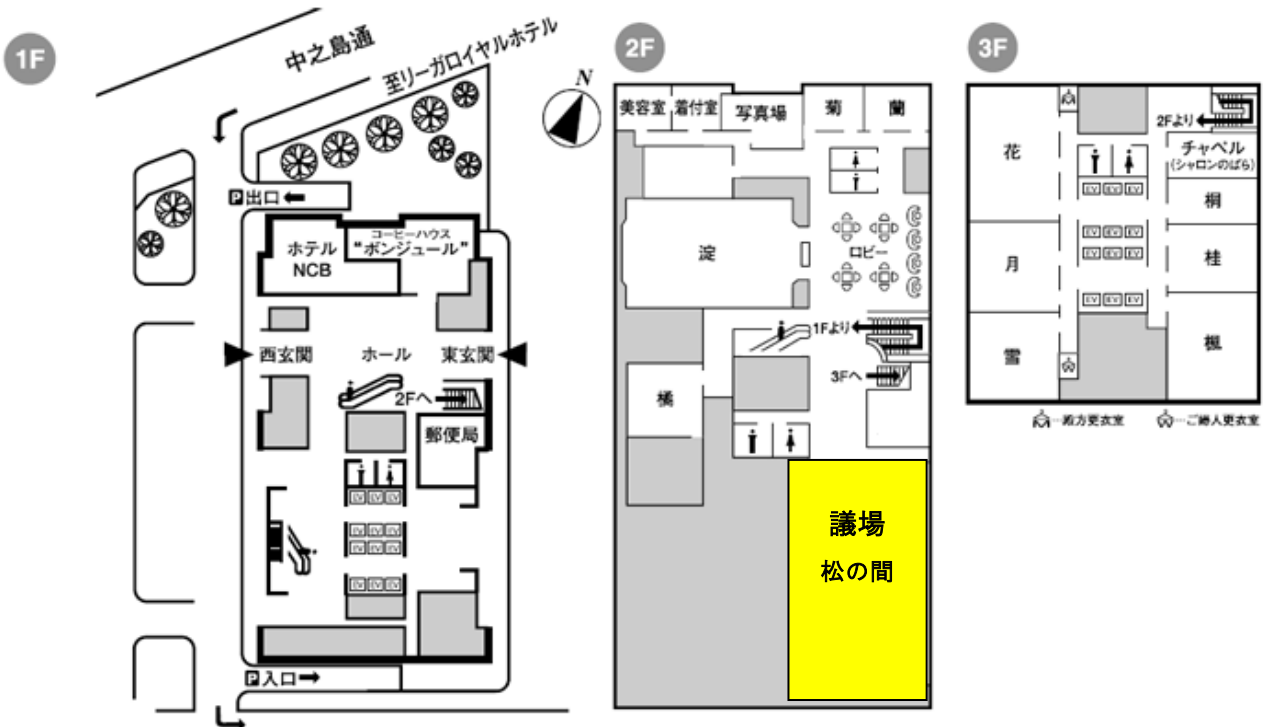 1F
中之島通
至リーガロイヤルホテル
N
P出口
ホテル
NCB
コーヒーハウス
“ボンジュール”
西玄関
ホール
東玄関
2Fへ
郵便局
EV EV EV
EV EV EV
EV EV EV
EV EV EV
P入口
2F
美容室
着付室
写真場
菊
蘭
淀
ロビー
1Fより
3Fへ
橘
議場
松の間
3F
花
2Fより
チャペル
(シャロンのばら)
桐
EV EV EV
月
EV EV EV
EV EV EV
桂
EV EV EV
雪
楓
…殿方更衣室
…ご婦人更衣室